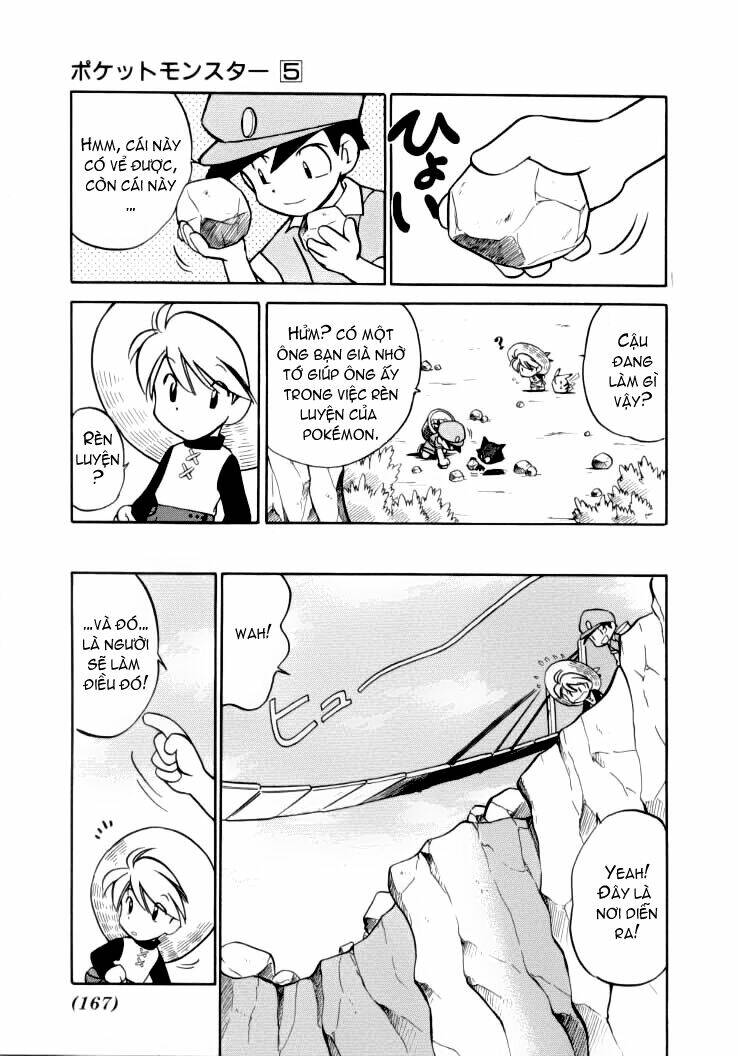 ポケットモンスター 5
ひょい
HMM, CÁI NÀY
CÓ VẺ ĐƯỢC,
CÒN CÁI NÀY
...
CẬU
ĐANG
LÀM GÌ
VẬY?
?
HỬM? CÓ MỘT
ÔNG BẠN GIÀ NHỜ
TỚ GIÚP ÔNG ẤY
TRONG VIỆC RÈN
LUYỆN CỦA
POKÉMON.
RÈN
LUYỆN
?
WAH!
ヒュー
YEAH!
ĐÂY LÀ
NƠI DIỄN
RA!
...VÀ ĐÓ...
LÀ NGƯỜI
SẼ LÀM
ĐIỀU ĐÓ!
(167)